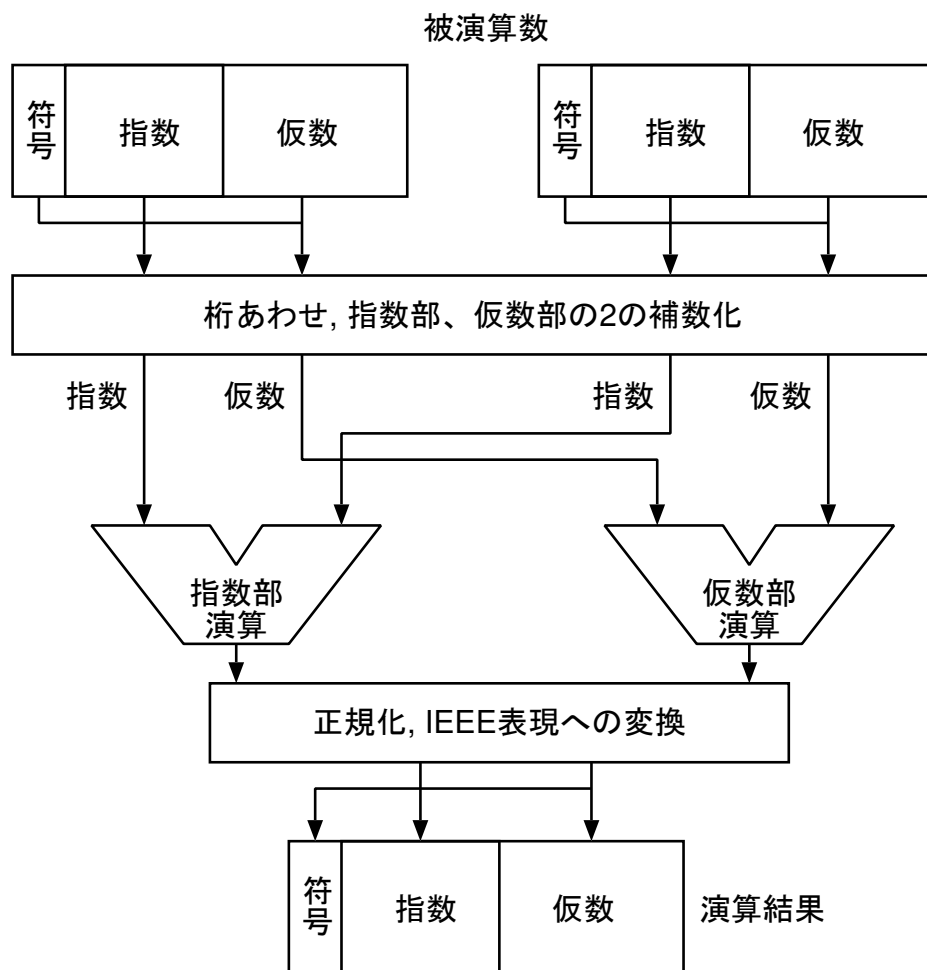 被演算数
符号 指数 仮数 符号 指数 仮数
桁あわせ, 指数部、仮数部の2の補数化
指数 仮数 指数 仮数
指数部
演算
仮数部
演算
正規化, IEEE表現への変換
符号 指数 仮数 演算結果